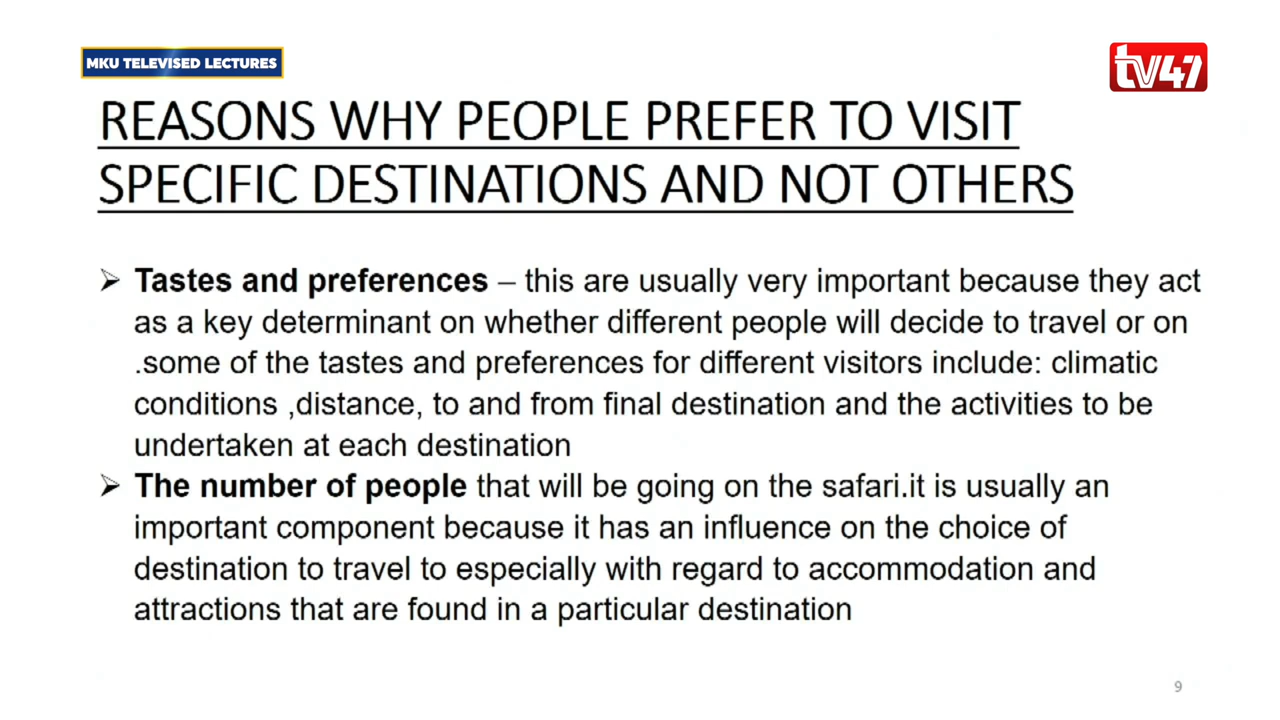 MKU TELEVISED LECTURES
tv47
REASONS WHY PEOPLE PREFER TO VISIT
SPECIFIC DESTINATIONS AND NOT OTHERS
➢ Tastes and preferences – this are usually very important because they act
as a key determinant on whether different people will decide to travel or on
.some of the tastes and preferences for different visitors include: climatic
conditions ,distance, to and from final destination and the activities to be
undertaken at each destination
➢ The number of people that will be going on the safari.it is usually an
important component because it has an influence on the choice of
destination to travel to especially with regard to accommodation and
attractions that are found in a particular destination
9